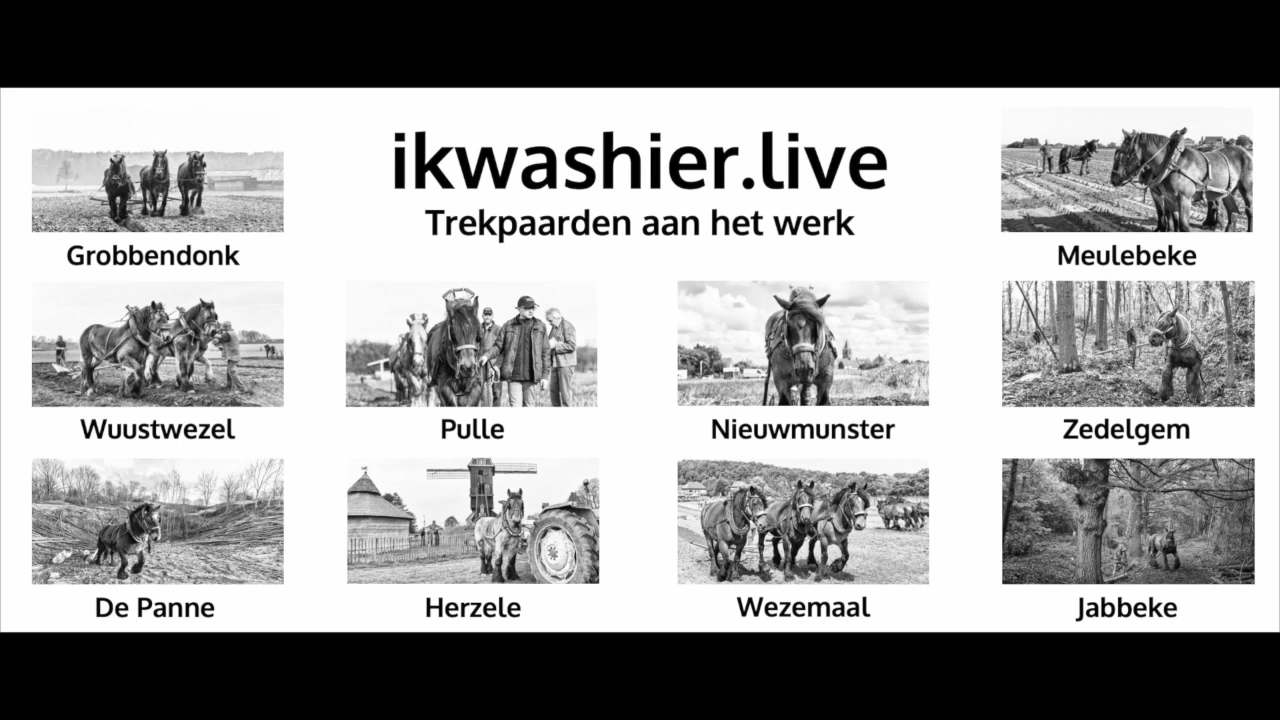 ikwashier.live
Trekpaarden aan het werk
Grobbendonk
Meulebeke
Wuustwezel
Pulle
Nieuwmunster
Zedelgem
De Panne
Herzele
Wezemaal
Jabbeke